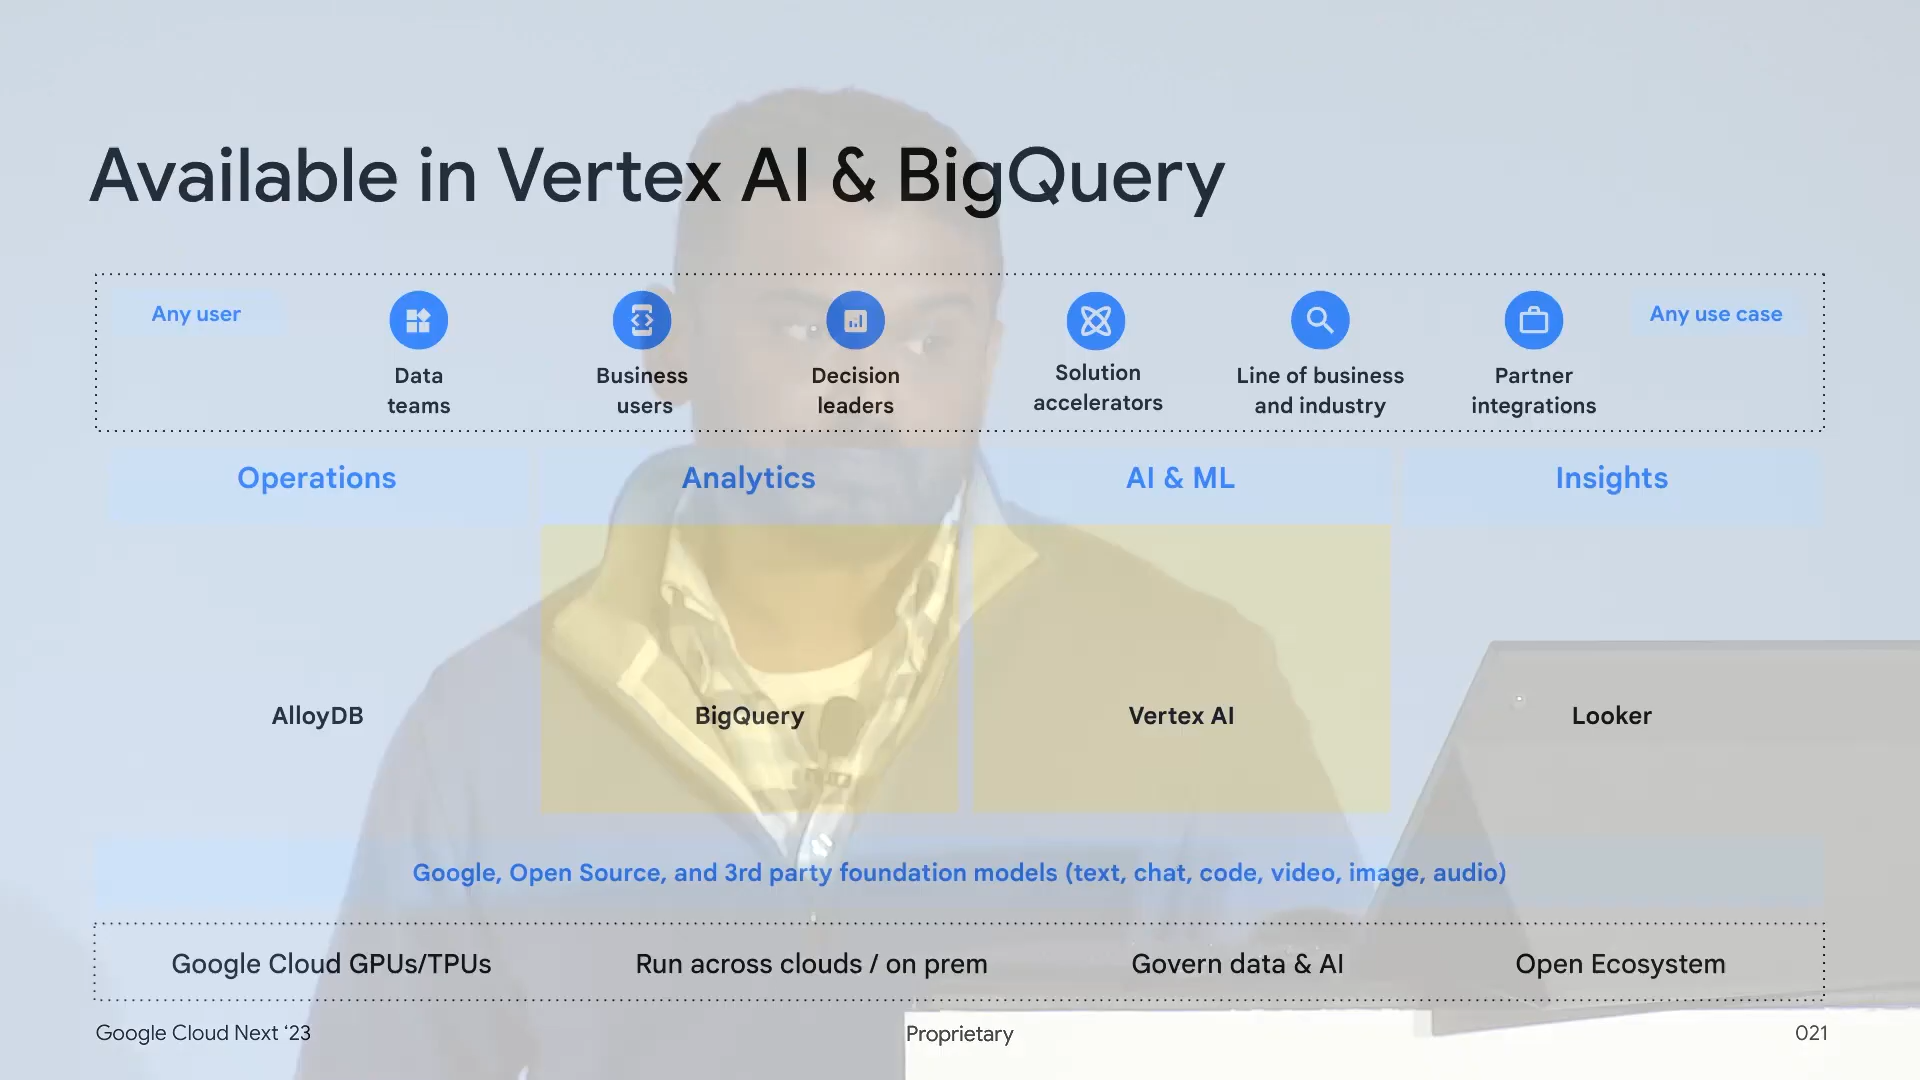 Available in Vertex AI & BigQuery
Any user
Data
teams
Business
users
Decision
leaders
Solution
accelerators
Line of business
and industry
Partner
integrations
Any use case
Operations
Analytics
AI & ML
Insights
AlloyDB
BigQuery
Vertex AI
Looker
Google, Open Source, and 3rd party foundation models (text, chat, code, video, image, audio)
Google Cloud GPUs/TPUs
Run across clouds / on prem
Govern data & AI
Open Ecosystem
Google Cloud Next ‘23
Proprietary
021